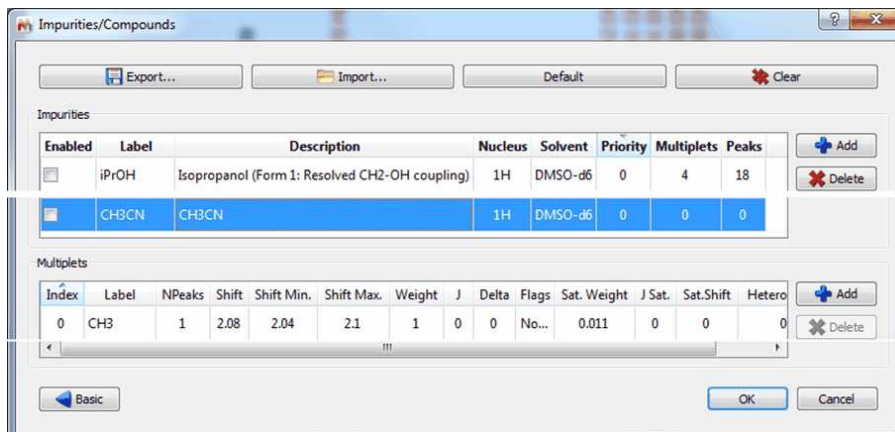 Impurities/Compounds
Export... Import... Default Clear
Impurities
Enabled Label Description Nucleus Solvent Priority Multiplets Peaks Add
iPrOH Isopropanol (Form 1: Resolved CH2-OH coupling) 1H DMSO-d6 0 4 18 Delete
CH3CN CH3CN 1H DMSO-d6 0 0 0
Multiplets
Index Label NPeaks Shift Shift Min. Shift Max. Weight J Delta Flags Sat. Weight J Sat. Sat.Shift Hetero Add
0 CH3 1 2.08 2.04 2.1 1 0 0 No... 0.011 0 0 0 Delete
Basic OK Cancel